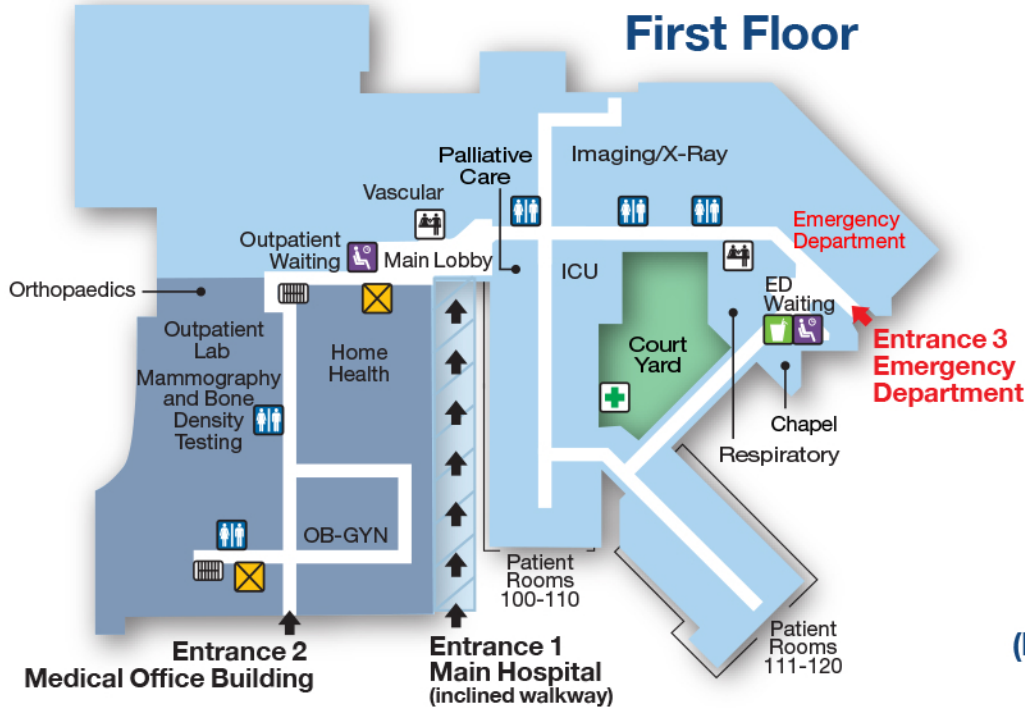 First Floor
Palliative
Care
Imaging/X-Ray
Vascular
Emergency
Department
Outpatient
Waiting
Main Lobby
ICU
ED
Waiting
Orthopaedics
Outpatient
Lab
Home
Health
Court
Yard
Entrance 3
Emergency
Department
Mammography
and Bone
Density
Testing
Chapel
Respiratory
OB-GYN
Patient
Rooms
100-110
Patient
Rooms
111-120
Entrance 2
Medical Office Building
Entrance 1
Main Hospital
(inclined walkway)